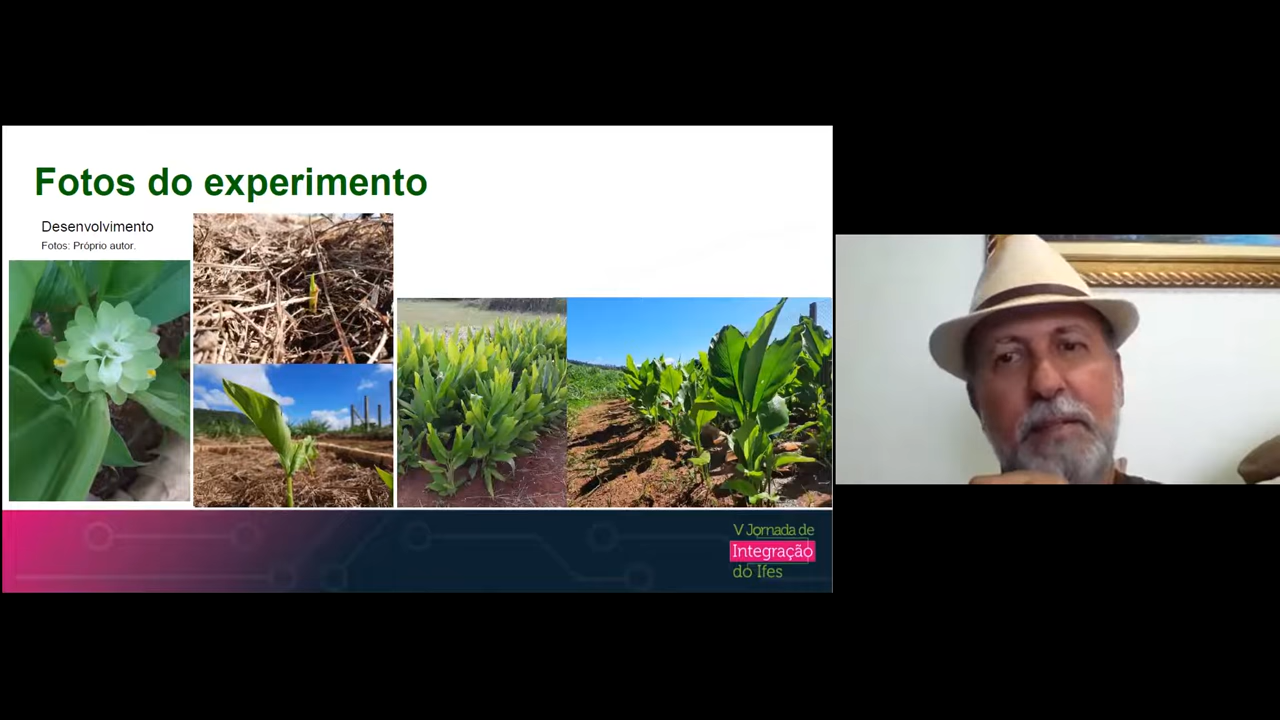 Fotos do experimento
Desenvolvimento
Fotos: Próprio autor.
V Jornada de
Integração
do Ifes